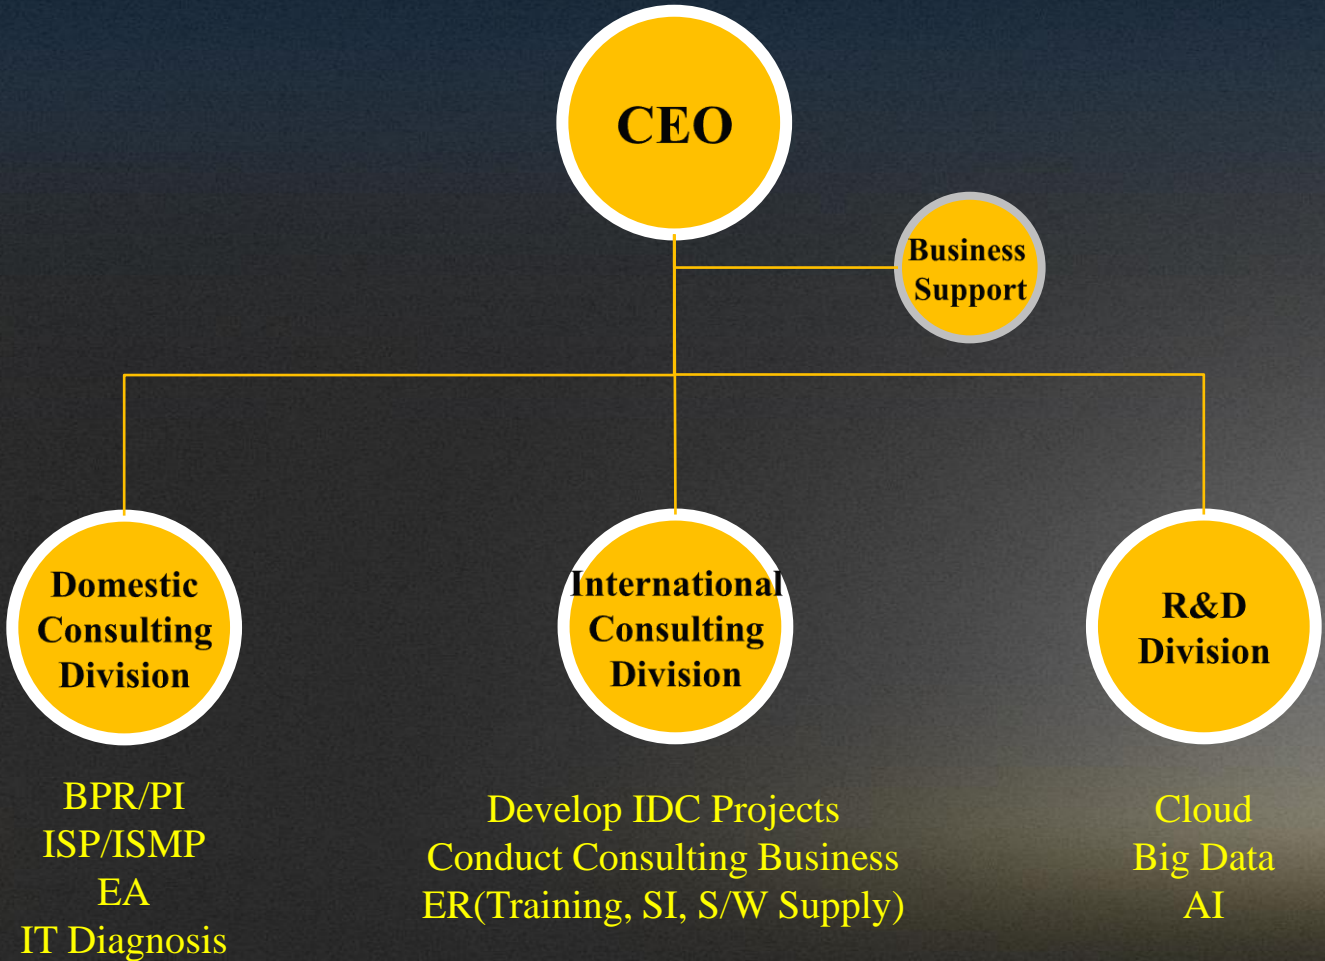 CEO
Business
Support
Domestic
Consulting
Division
International
Consulting
Division
R&D
Division
BPR/PI
ISP/ISMP
EA
IT Diagnosis
Develop IDC Projects
Conduct Consulting Business
ER(Training, SI, S/W Supply)
Cloud
Big Data
AI